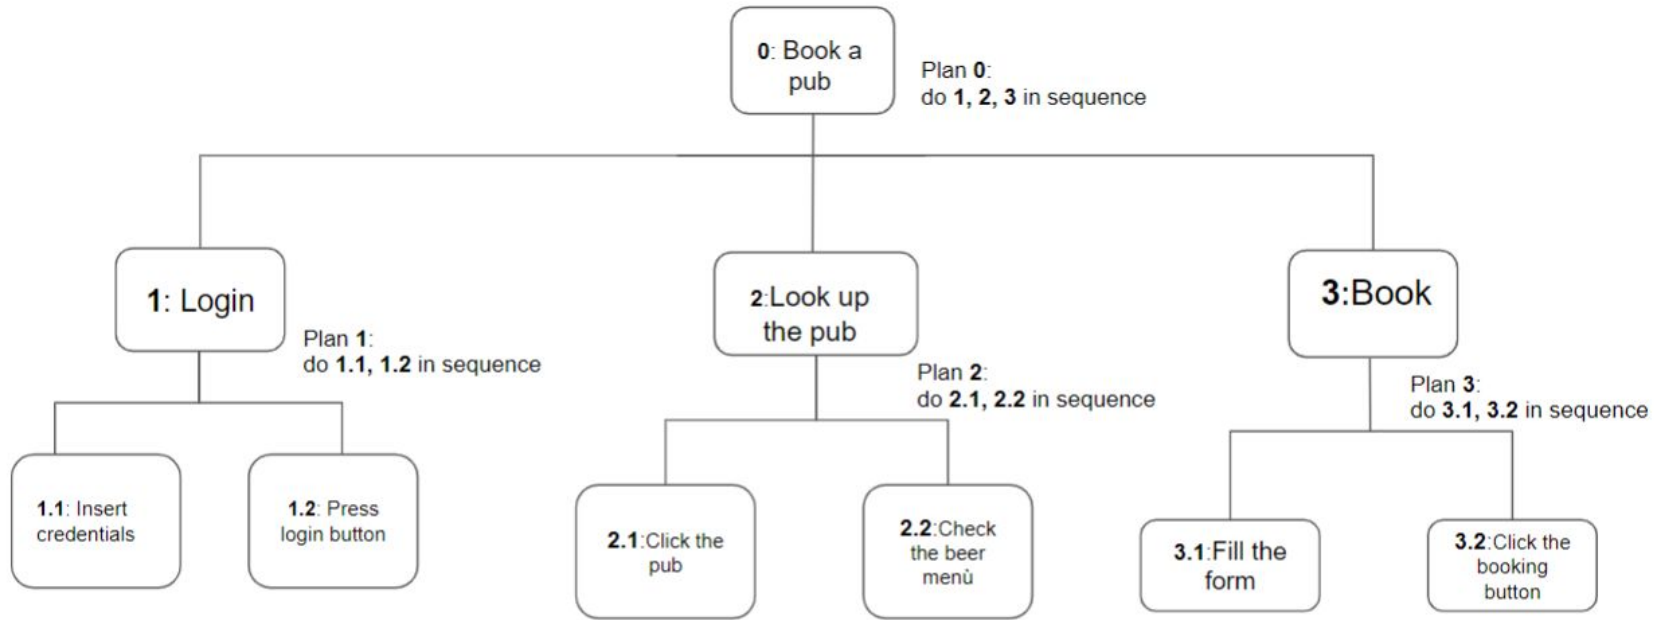 0: Book a
pub
Plan 0:
do 1, 2, 3 in sequence
1: Login
Plan 1:
do 1.1, 1.2 in sequence
2:Look up
the pub
Plan 2:
do 2.1, 2.2 in sequence
3:Book
Plan 3:
do 3.1, 3.2 in sequence
1.1: Insert
credentials
1.2: Press
login button
2.1:Click the
pub
2.2:Check
the beer
menù
3.1:Fill the
form
3.2:Click the
booking
button